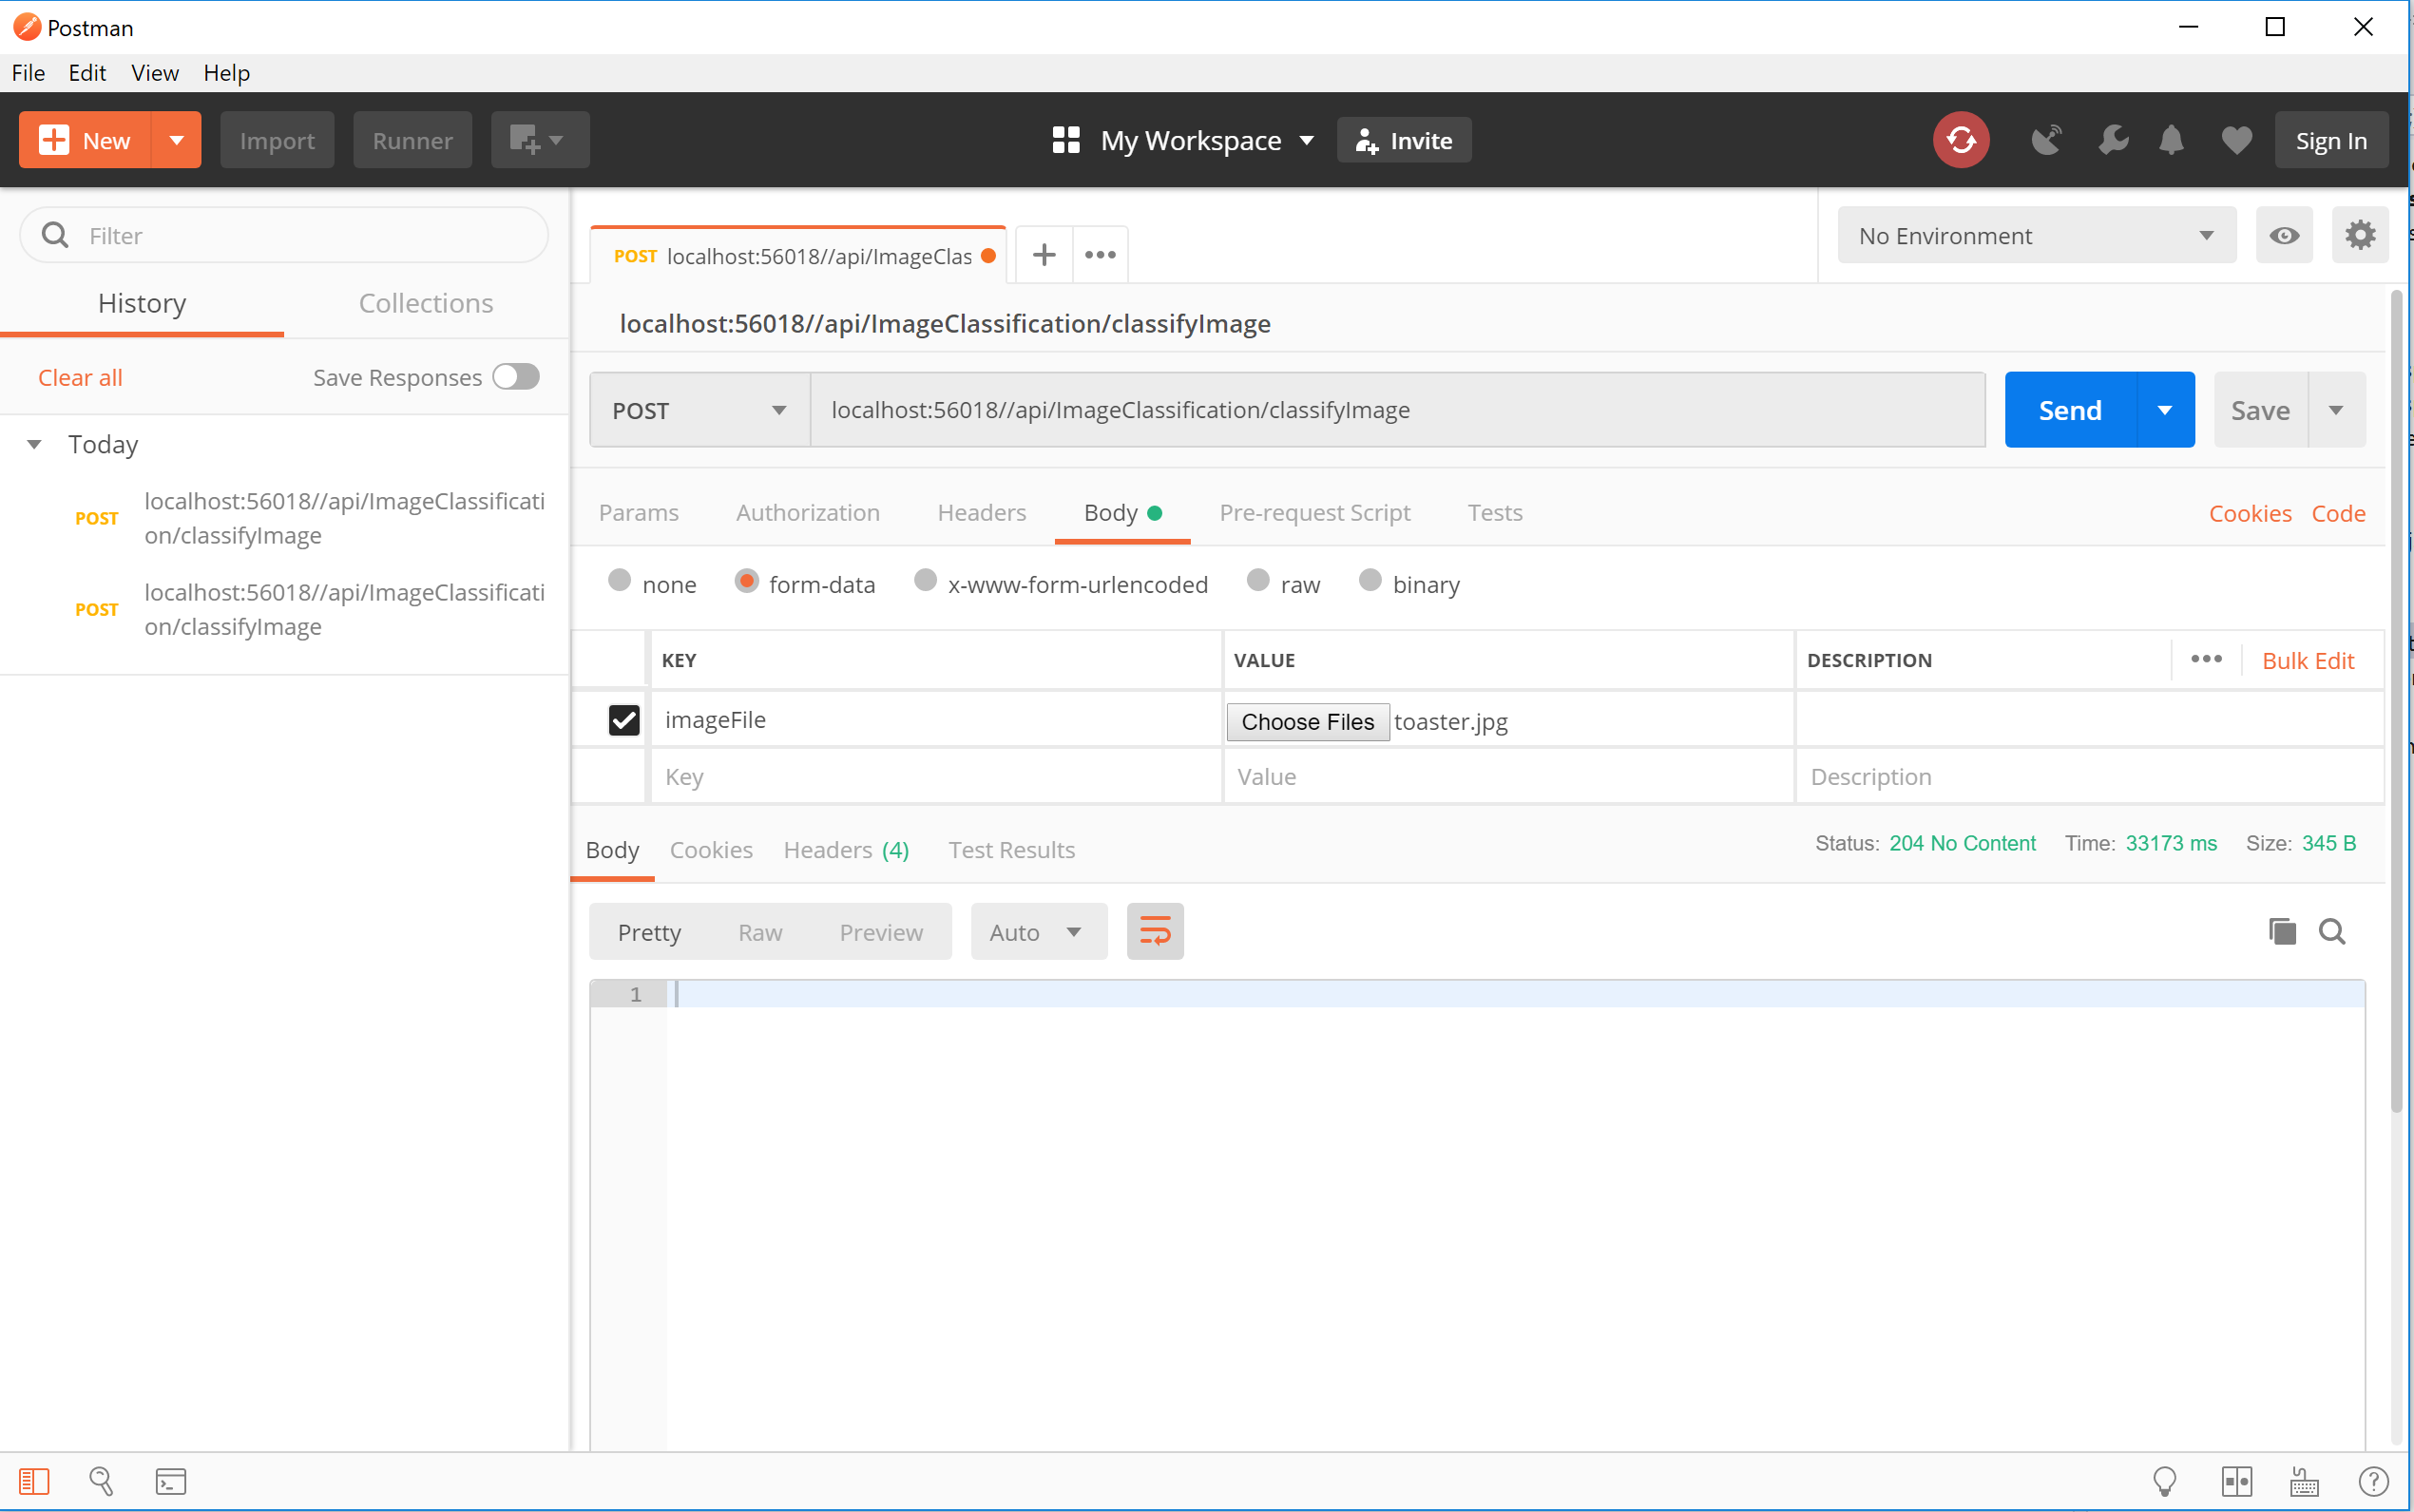 Postman
File Edit View Help
New Import Runner My Workspace Invite Sign In
Filter
History Collections
Clear all Save Responses
Today
POST localhost:56018//api/ImageClassificati
on/classifyImage
POST localhost:56018//api/ImageClassificati
on/classifyImage
POST localhost:56018//api/ImageClas
No Environment
localhost:56018//api/ImageClassification/classifyImage
POST localhost:56018//api/ImageClassification/classifyImage Send Save
Params Authorization Headers Body Pre-request Script Tests Cookies Code
none form-data x-www-form-urlencoded raw binary
KEY VALUE DESCRIPTION Bulk Edit
imageFile Choose Files toaster.jpg
Key Value Description
Body Cookies Headers (4) Test Results Status: 204 No Content Time: 33173 ms Size: 345 B
Pretty Raw Preview Auto
1